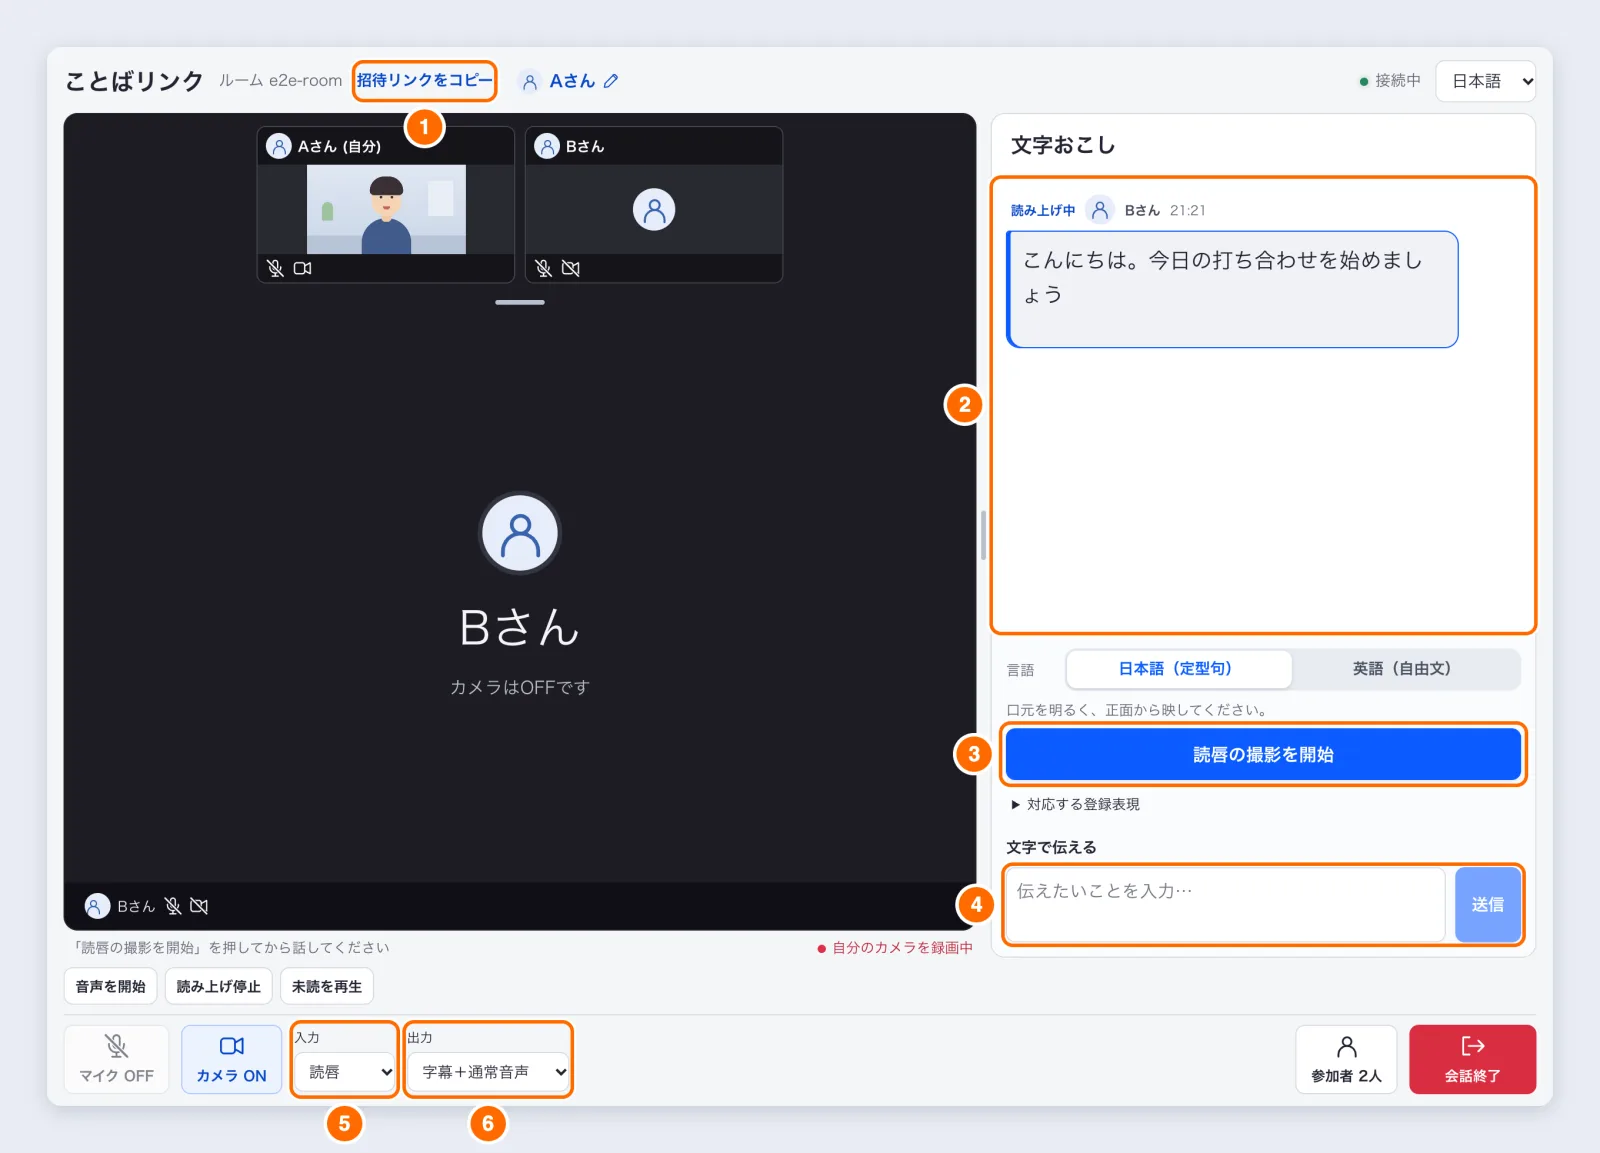 ことばリンク
ルーム e2e-room
招待リンクをコピー
Aさん
接続中
日本語
1
Aさん (自分)
Bさん
Bさん
カメラはOFFです
Bさん
文字おこし
2
読み上げ中
Bさん
21:21
こんにちは。今日の打ち合わせを始めまし
ょう
言語
日本語（定型句）
英語（自由文）
口元を明るく、正面から映してください。
3
読唇の撮影を開始
▶ 対応する登録表現
文字で伝える
4
伝えたいことを入力…
送信
「読唇の撮影を開始」を押してから話してください
自分のカメラを録画中
音声を開始
読み上げ停止
未読を再生
マイク OFF
カメラ ON
入力
読唇
出力
字幕＋通常音声
参加者 2人
会話終了
5
6